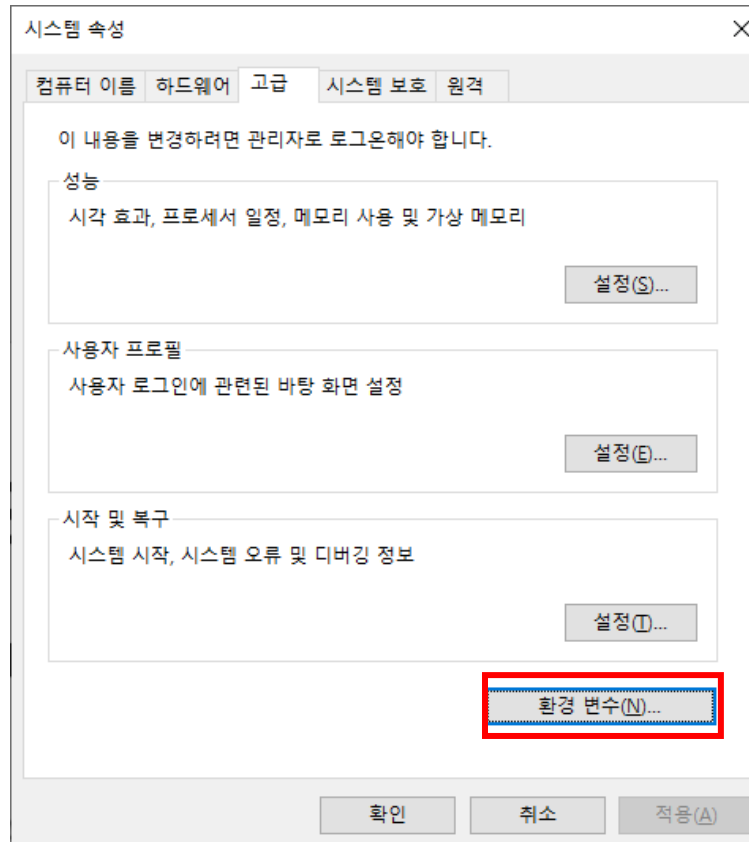 시스템 속성
컴퓨터 이름 하드웨어 고급 시스템 보호 원격
이 내용을 변경하려면 관리자로 로그온해야 합니다.
성능
시각 효과, 프로세서 일정, 메모리 사용 및 가상 메모리
설정(S)...
사용자 프로필
사용자 로그인에 관련된 바탕 화면 설정
설정(E)...
시작 및 복구
시스템 시작, 시스템 오류 및 디버깅 정보
설정(T)...
환경 변수(N)...
확인 취소 적용(A)